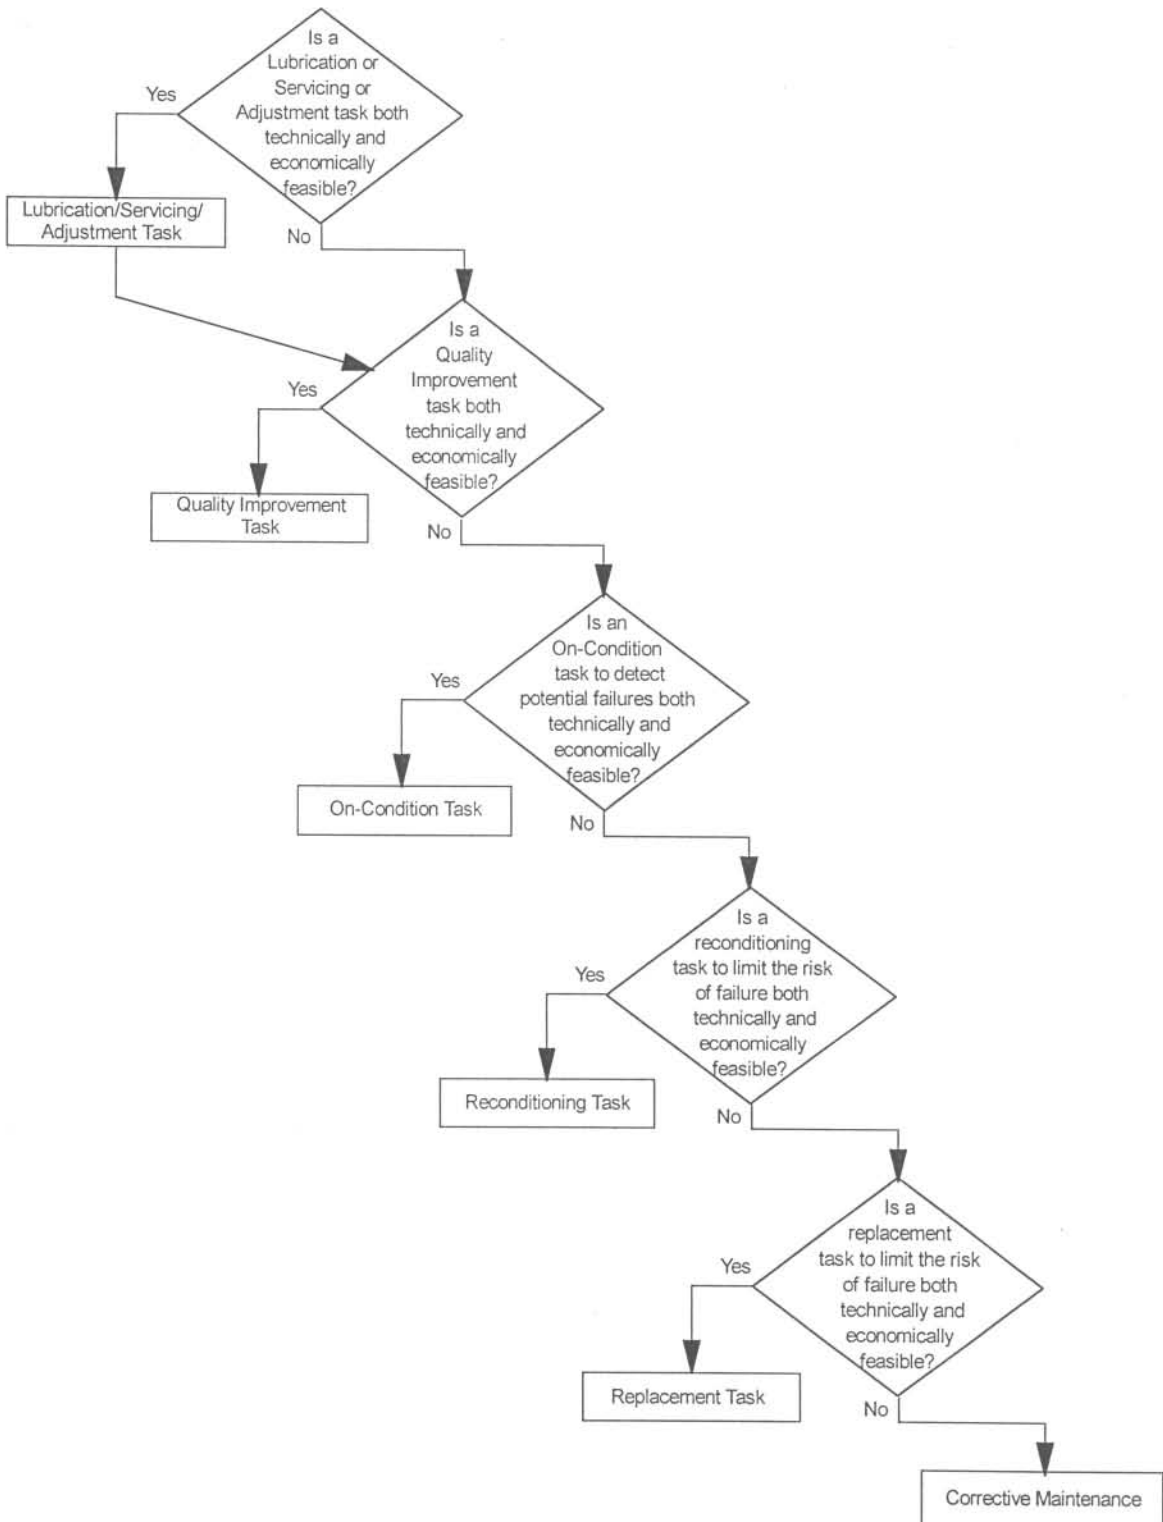 Is a
Lubrication or
Servicing or
Adjustment task both
technically and
economically
feasible?
Yes
Lubrication/Servicing/
Adjustment Task
No
Is a
Quality
Improvement
task both
technically and
economically
feasible?
Yes
Quality Improvement
Task
No
Is an
On-Condition
task to detect
potential failures both
technically and
economically
feasible?
Yes
On-Condition Task
No
Is a
reconditioning
task to limit the risk
of failure both
technically and
economically
feasible?
Yes
Reconditioning Task
No
Is a
replacement
task to limit the risk
of failure both
technically and
economically
feasible?
Yes
Replacement Task
No
Corrective Maintenance